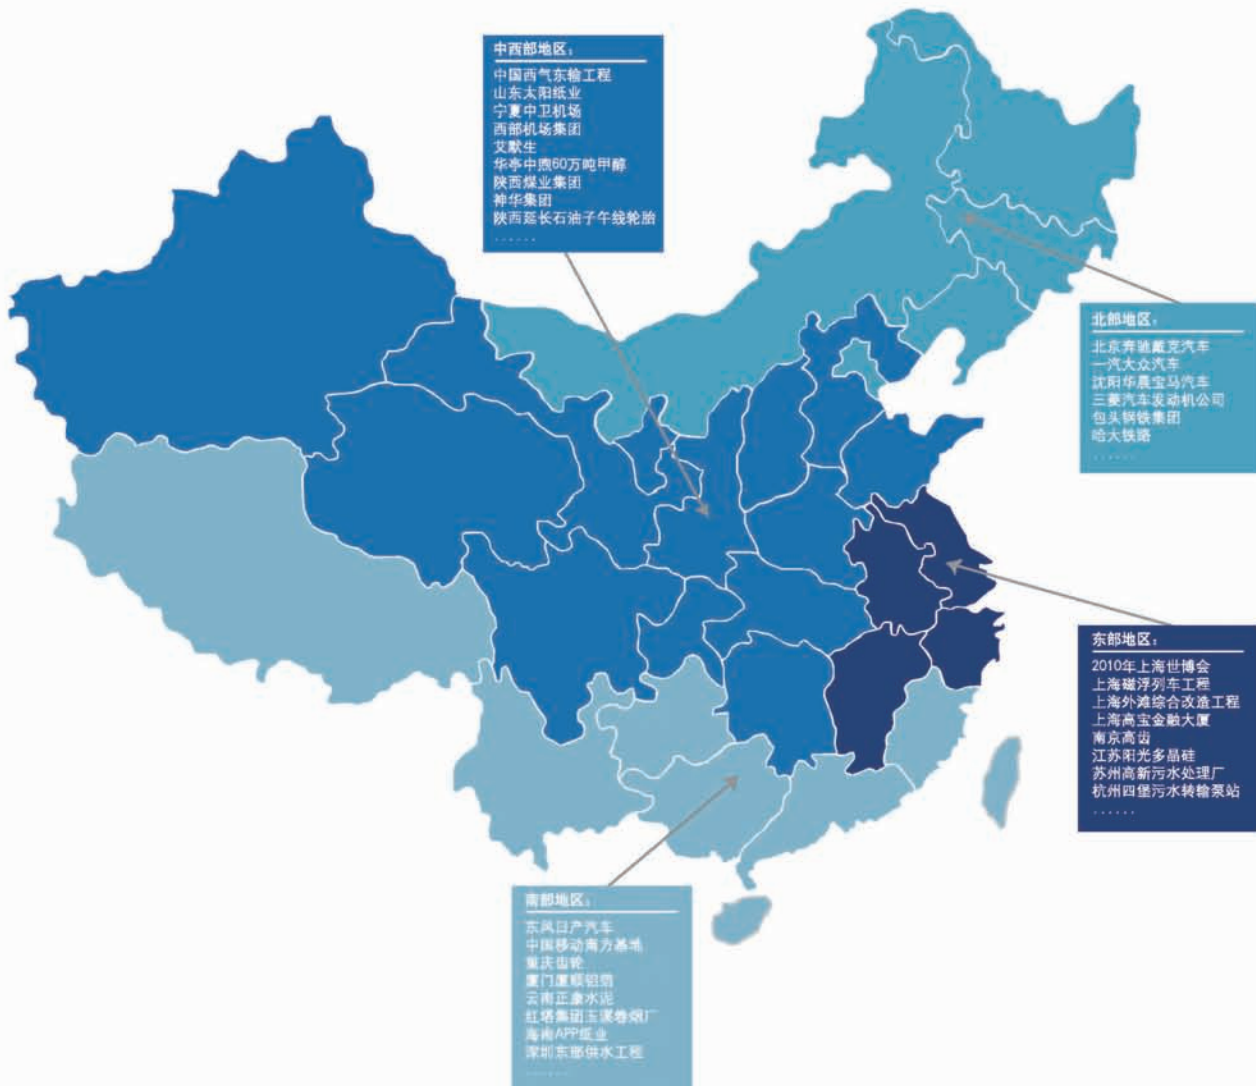 中西部地区：
中国西气东输工程
山东太阳纸业
宁夏中卫机场
西部机场集团
艾默生
华亭中煦60万吨甲醇
陕西煤业集团
神华集团
陕西延长石油子午线轮胎
......
北部地区：
北京奔驰戴克汽车
一汽大众汽车
沈阳华晨宝马汽车
三菱汽车发动机公司
包头钢铁集团
哈大铁路
......
东部地区：
2010年上海世博会
上海磁浮列车工程
上海外滩综合改造工程
上海高宝金融大厦
南京高齿
江苏阳光多晶硅
苏州高新污水处理厂
杭州四堡污水转输泵站
......
南部地区：
东风日产汽车
中国移动南方基地
重庆齿轮
厦门厦顺铝箔
云南正康水泥
红塔集团玉溪卷烟厂
海南APP纸业
深圳东部供水工程
......